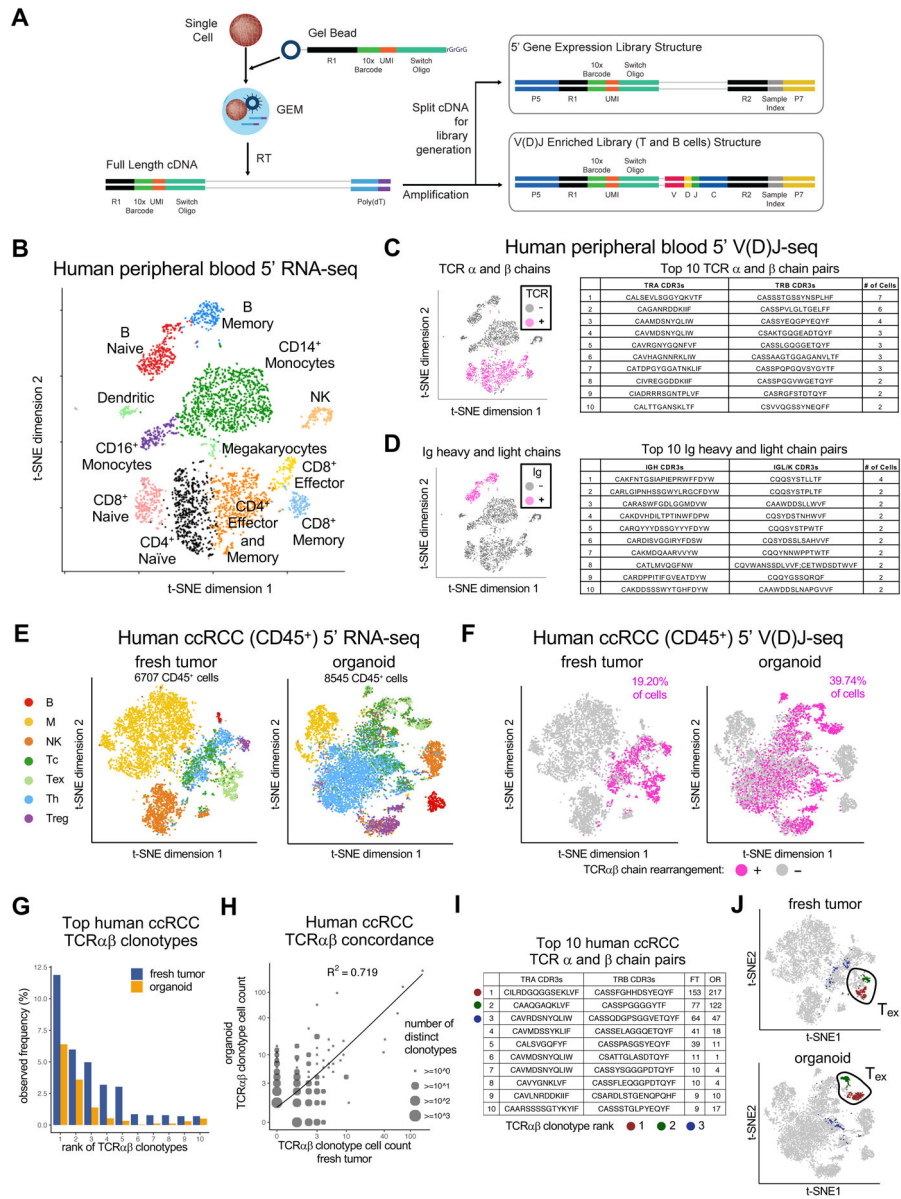 A
Single
Cell
Gel Bead
rGrGrG
R1
10x
Barcode
UMI
Switch
Oligo
GEM
RT
Full Length cDNA
R1
10x
Barcode
UMI
Switch
Oligo
Poly(dT)
Split cDNA
for
library
generation
Amplification
5' Gene Expression Library Structure
10x
Barcode
Switch
Oligo
P5
R1
UMI
R2
Sample
Index
P7
V(D)J Enriched Library (T and B cells) Structure
10x
Barcode
Switch
Oligo
P5
R1
UMI
V
D
J
C
R2
Sample
Index
P7
B
Human peripheral blood 5' RNA-seq
B
Memory
B
Naive
CD14+
Monocytes
Dendritic
NK
CD16+
Monocytes
Megakaryocytes
CD8+
Effector
CD8+
Naive
CD4+
Effector
and
Memory
CD8+
Memory
CD4+
Naïve
t-SNE dimension 2
t-SNE dimension 1
C
Human peripheral blood 5' V(D)J-seq
TCR α and β chains
TCR
−
+
t-SNE dimension 2
t-SNE dimension 1
Top 10 TCR α and β chain pairs
TRA CDR3s TRB CDR3s # of Cells
1 CALSEVLSGGYQKVTF CASSSTGSSYNSPLHF 7
2 CAGANRDDKIIF CASSPVLGLTGELFF 6
3 CAAMDSNYQLIW CASSYEQGPYEQYF 4
4 CAVMDSNYQLIW CSAKTGQGEADTQYF 3
5 CAVRGNYGQNFVF CASSLGQGGETQYF 3
6 CAVHAGNNRKLIW CASSAAGTGGAGANVLTF 3
7 CATDPGYGGATNKLIF CASSPQPGQVSYGYTF 3
8 CIVREGGDDKIIF CASSPGGVWGETQYF 2
9 CIADRRRSGNTPLVF CASRGFSTDTQYF 2
10 CALTTGANSKLTF CSVVQGSSYNEQFF 2
D
Ig heavy and light chains
Ig
−
+
t-SNE dimension 2
t-SNE dimension 1
Top 10 Ig heavy and light chain pairs
IGH CDR3s IGL/K CDR3s # of Cells
1 CAKFNTGSIAPIEPRWFFDYW CQQSYSTLLTF 4
2 CARLGIPNHSSGWYLRGCFDYW CQQSYSTPLTF 2
3 CARASWFGDLGGMDVW CAAWDDSLLWVF 2
4 CAKDVHDILTPTINWFDPW CQSYDSTNHWVF 2
5 CARQYYYDSSGYYYFDYW CQQSYSTPWTF 2
6 CARDISVGGIRYFDSW CQSYDSSLSAHVVF 2
7 CAKMDQAARVVYW CQQYNNWPPTWTF 2
8 CATLMVQGFNW CQVWANSSDLVVF;CETWDSDTWVF 2
9 CARDPPITIFGVEATDYW CQQYGSSQRQF 2
10 CAKDDSSSWYTGHFDYW CAAWDDSLNAPGVVF 2
E
Human ccRCC (CD45+) 5' RNA-seq
fresh tumor
6707 CD45+ cells
organoid
8545 CD45+ cells
B
M
NK
Tc
Tex
Th
Treg
t-SNE dimension 2
t-SNE dimension 1
t-SNE dimension 2
t-SNE dimension 1
F
Human ccRCC (CD45+) 5' V(D)J-seq
fresh tumor
organoid
19.20%
of cells
39.74%
of cells
t-SNE dimension 2
t-SNE dimension 1
t-SNE dimension 2
t-SNE dimension 1
TCRαβ chain rearrangement: + −
G
Top human ccRCC
TCRαβ clonotypes
fresh tumor
organoid
observed frequency (%)
12.5
10.0
7.5
5.0
2.5
0.0
1 2 3 4 5 6 7 8 9 10
rank of TCRαβ clonotypes
H
Human ccRCC
TCRαβ concordance
R² = 0.719
organoid
TCRαβ clonotype cell count
100
40
10
3
0
0 3 10 40 100
TCRαβ clonotype cell count
fresh tumor
number of
distinct
clonotypes
>=10^0
>=10^1
>=10^2
>=10^3
I
Top 10 human ccRCC
TCR α and β chain pairs
TRA CDR3s TRB CDR3s FT OR
1 CILRDGQGGSEKLVF CASSFGHHDSYEQYF 153 217
2 CAAQGAQKLVF CASSPGGGGYTF 77 122
3 CAVRDSNYQLIW CASSQDGPSGGVETQYF 64 47
4 CAVMDSSYKLIF CASSELAGGQETQYF 41 18
5 CALSVGQFYF CASSPASGSYEQYF 39 11
6 CAVMDSNYQLIW CSATTGLASDTQYF 11 1
7 CAVMDSNYQLIW CASSYSGGGPDTQYF 10 4
8 CAVYGNKLVF CASSFLEQGGPDTQYF 10 4
9 CAVLNRDDKIIF CSARDLSTGENQPQHF 9 10
10 CAARSSSSGTYKYIF CASSSTGLPYEQYF 9 17
TCRαβ clonotype rank 1 2 3
J
fresh tumor
Tex
t-SNE2
t-SNE1
organoid
Tex
t-SNE2
t-SNE1